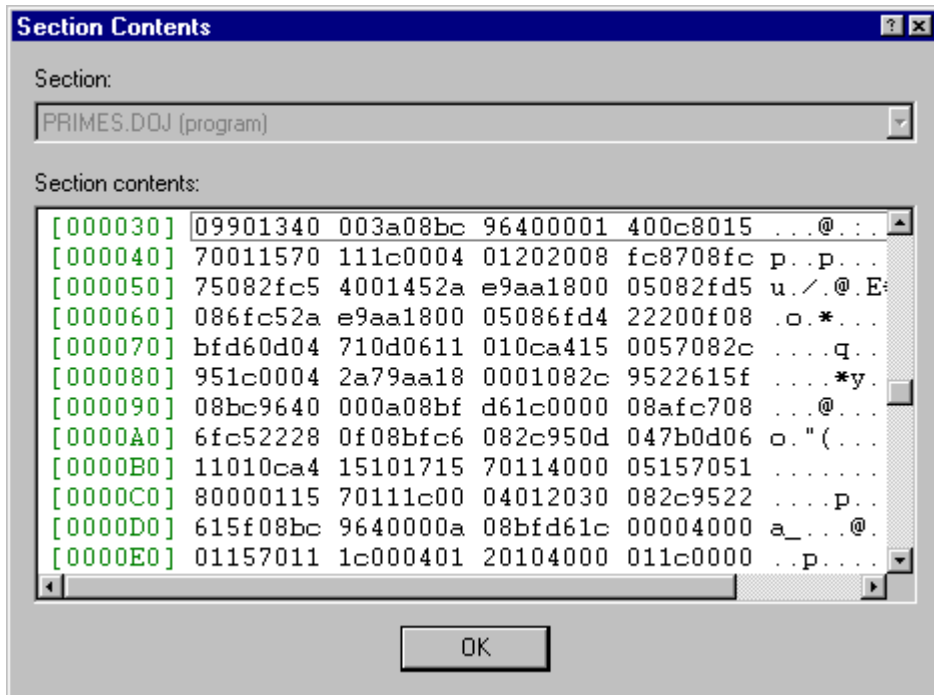 Section Contents
Section:
PRIMES.DOJ (program)
Section contents:
[000030] 09901340 003a08bc 96400001 400c8015 ...@.:.
[000040] 70011570 111c0004 01202008 fc8708fc p..p...
[000050] 75082fc5 4001452a e9aa1800 05082fd5 u./.@.E
[000060] 086fc52a e9aa1800 05086fd4 22200f08 .o.*...
[000070] bfd60d04 710d0611 010ca415 0057082c ....q..
[000080] 951c0004 2a79aa18 0001082c 9522615f ....*y.
[000090] 08bc9640 000a08bf d61c0000 08afc708 ...@...
[0000A0] 6fc52228 0f08bfc6 082c950d 047b0d06 o."(...
[0000B0] 11010ca4 15101715 70114000 05157051 .......
[0000C0] 80000115 70111c00 04012030 082c9522 ....p..
[0000D0] 615f08bc 9640000a 08bfd61c 00004000 a_...@.
[0000E0] 01157011 1c000401 20104000 011c0000 ..p....
OK